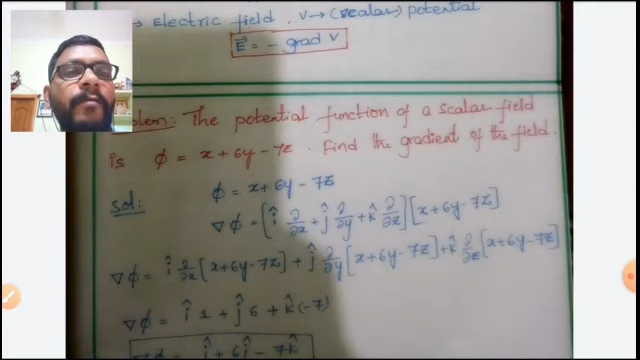 → Electric field. V→(scalar) potential
E⃗ = - grad V
Problem: The potential function of a scalar field
is ϕ = x+6y-7z. Find the gradient of the field.
Sol: ϕ = x+6y-7z
∇ϕ = [î ∂/∂x + ĵ ∂/∂y + k̂ ∂/∂z] [x+6y-7z]
∇ϕ = î ∂/∂x [x+6y-7z] + ĵ ∂/∂y [x+6y-7z] + k̂ ∂/∂z [x+6y-7z]
∇ϕ = î 1 + ĵ 6 + k̂ (-7)
∇ϕ = î + 6ĵ - 7k̂